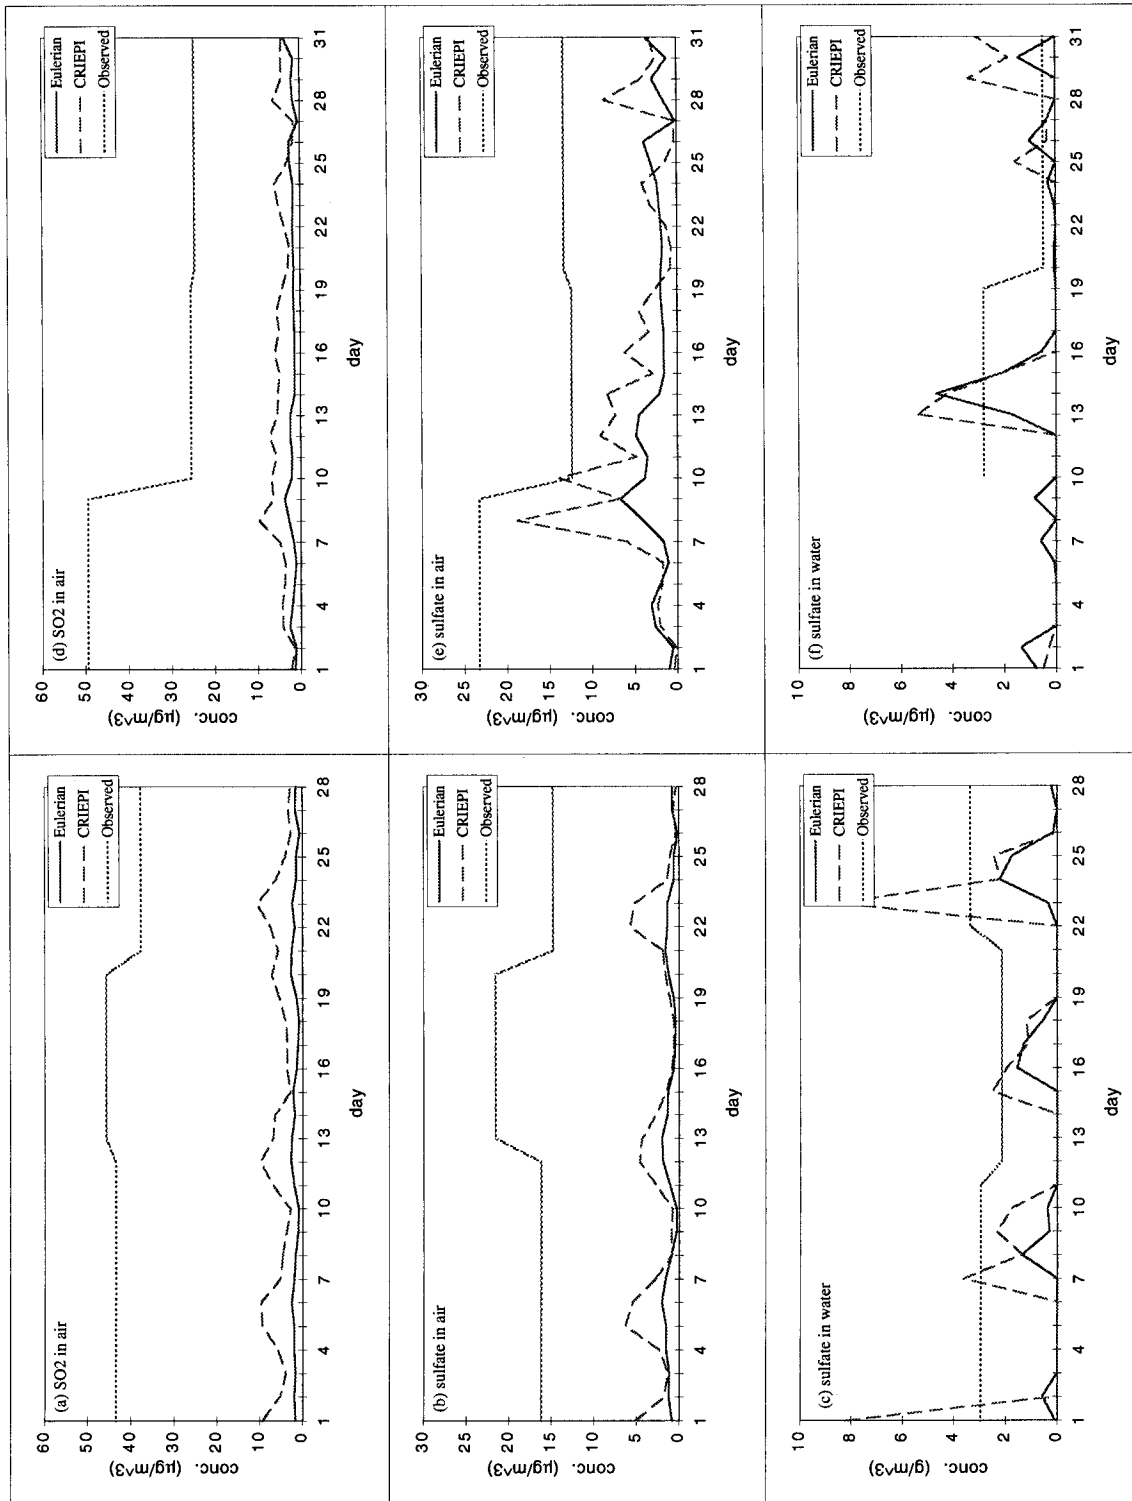 (a) SO2 in air
Eulerian
CRIEPI
Observed
conc. (µg/m^3)
60
50
40
30
20
10
0
1 4 7 10 13 16 19 22 25 28
day
(b) sulfate in air
Eulerian
CRIEPI
Observed
conc. (µg/m^3)
30
25
20
15
10
5
0
1 4 7 10 13 16 19 22 25 28
day
(c) sulfate in water
Eulerian
CRIEPI
Observed
conc. (g/m^3)
10
8
6
4
2
0
1 4 7 10 13 16 19 22 25 28
day
(d) SO2 in air
Eulerian
CRIEPI
Observed
conc. (µg/m^3)
60
50
40
30
20
10
0
1 4 7 10 13 16 19 22 25 28 31
day
(e) sulfate in air
Eulerian
CRIEPI
Observed
conc. (µg/m^3)
30
25
20
15
10
5
0
1 4 7 10 13 16 19 22 25 28 31
day
(f) sulfate in water
Eulerian
CRIEPI
Observed
conc. (µg/m^3)
10
8
6
4
2
0
1 4 7 10 13 16 19 22 25 28 31
day